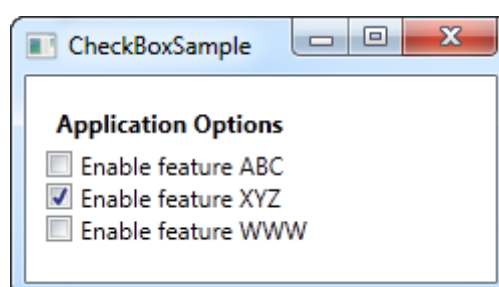 CheckBoxSample
Application Options
Enable feature ABC
Enable feature XYZ
Enable feature WWW